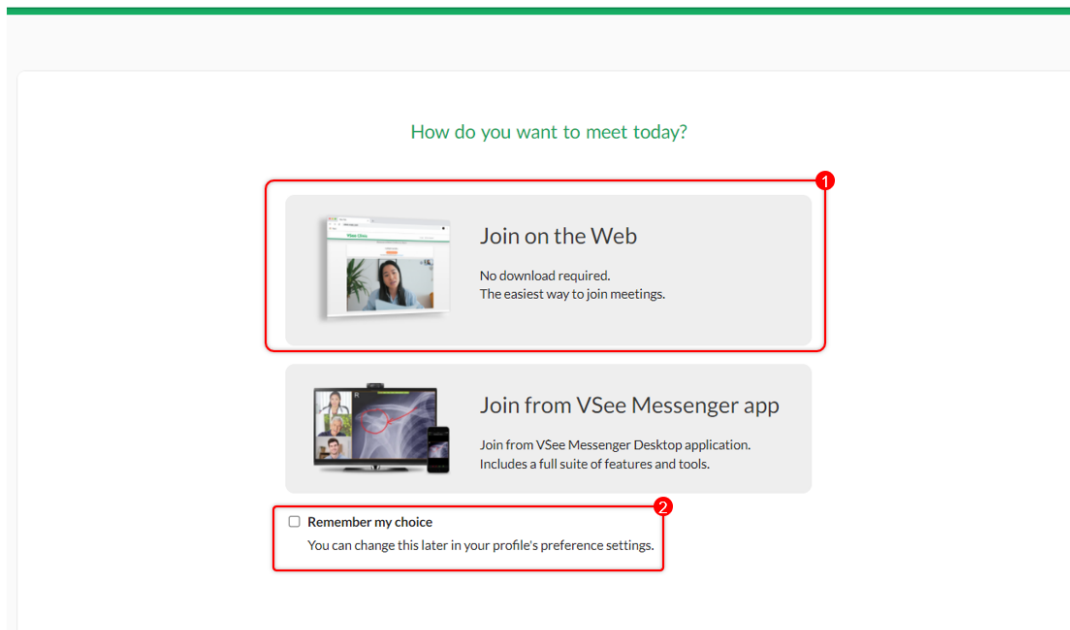 How do you want to meet today?
1
Join on the Web
No download required.
The easiest way to join meetings.
Join from VSee Messenger app
Join from VSee Messenger Desktop application.
Includes a full suite of features and tools.
2
Remember my choice
You can change this later in your profile's preference settings.